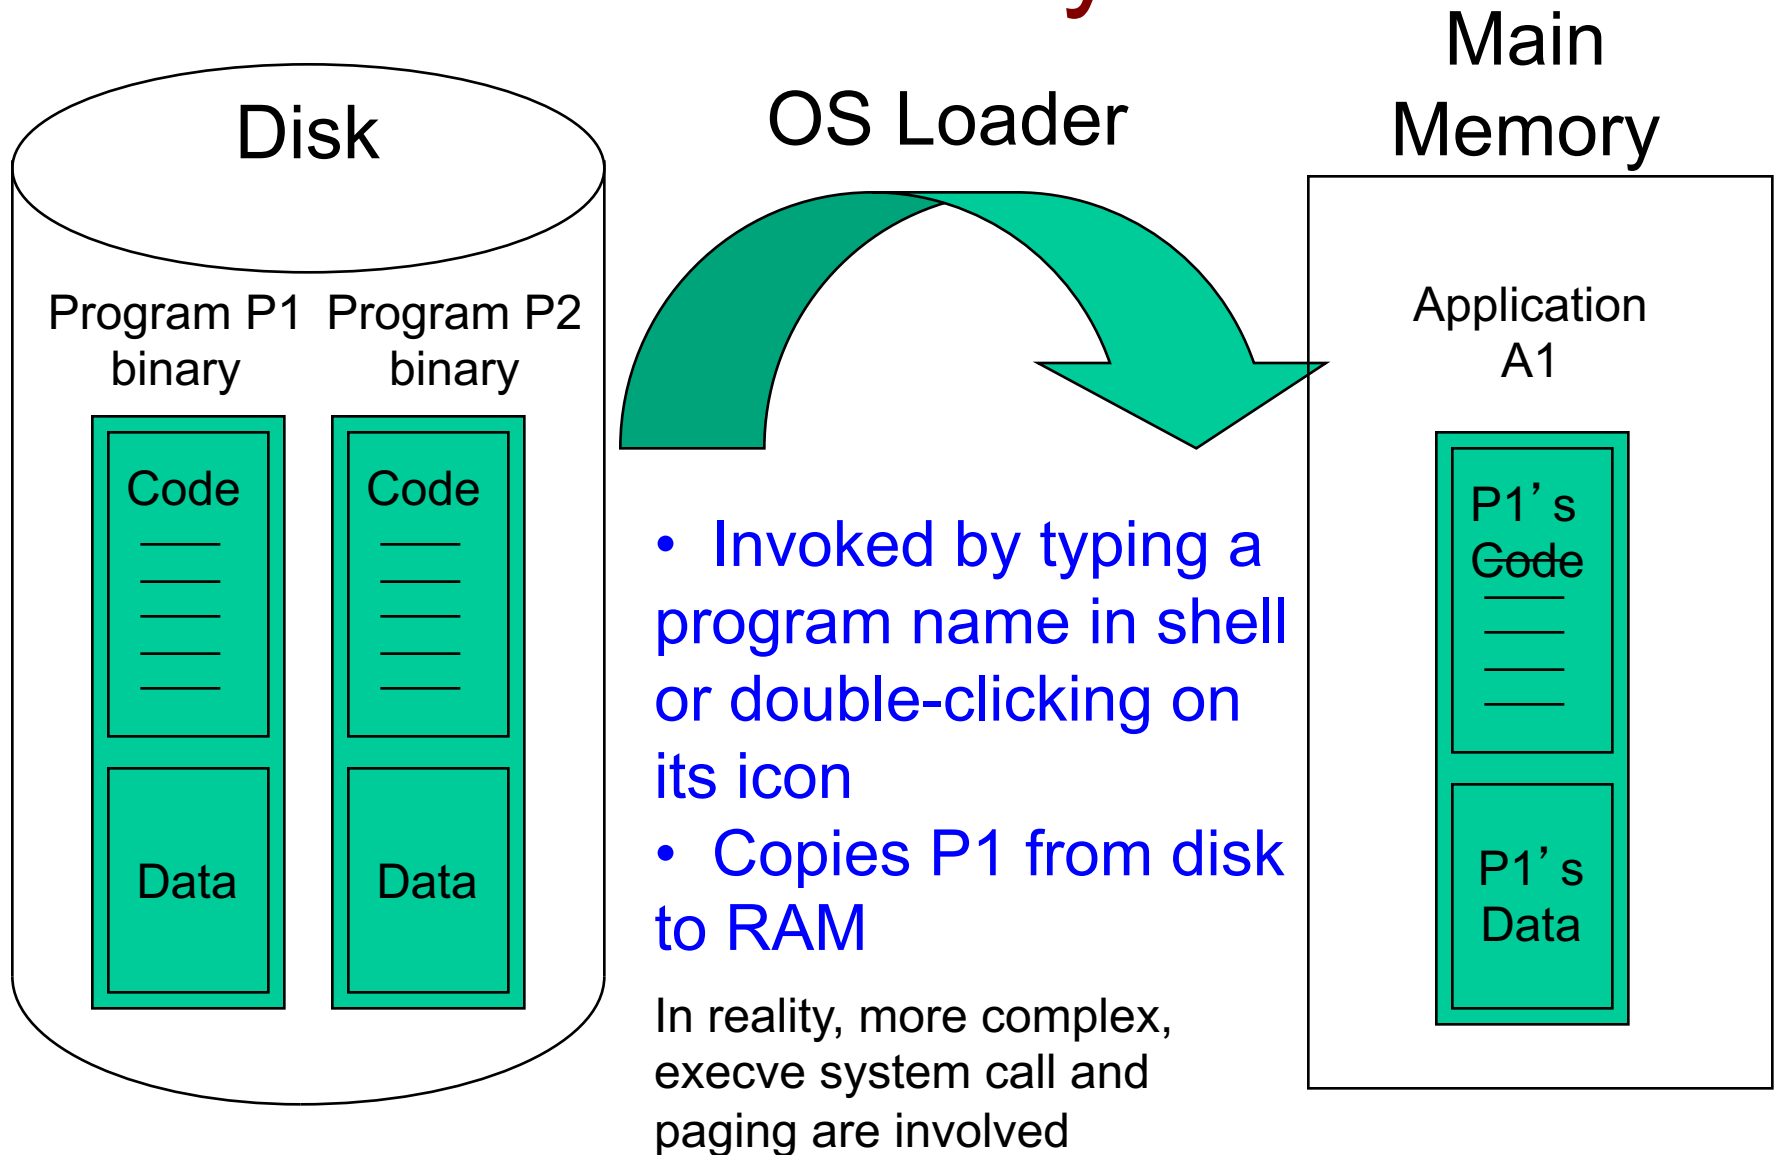 Disk
Program P1
binary
Program P2
binary
Code
Data
Code
Data
OS Loader
• Invoked by typing a
program name in shell
or double-clicking on
its icon
• Copies P1 from disk
to RAM
In reality, more complex,
execve system call and
paging are involved
Main
Memory
Application
A1
P1’s
Code
P1’s
Data